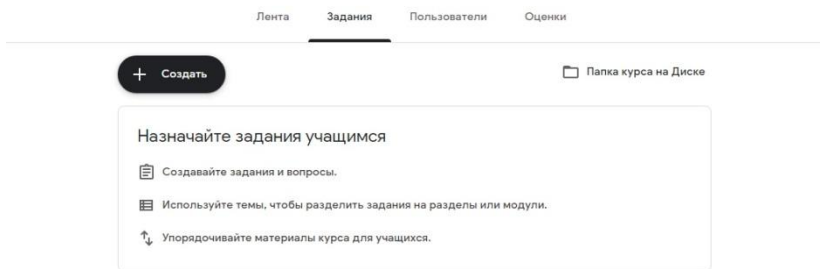 Лента Задания Пользователи Оценки
+ Создать Папка курса на Диске
Назначайте задания учащимся
Создавайте задания и вопросы.
Используйте темы, чтобы разделить задания на разделы или модули.
Упорядочивайте материалы курса для учащихся.